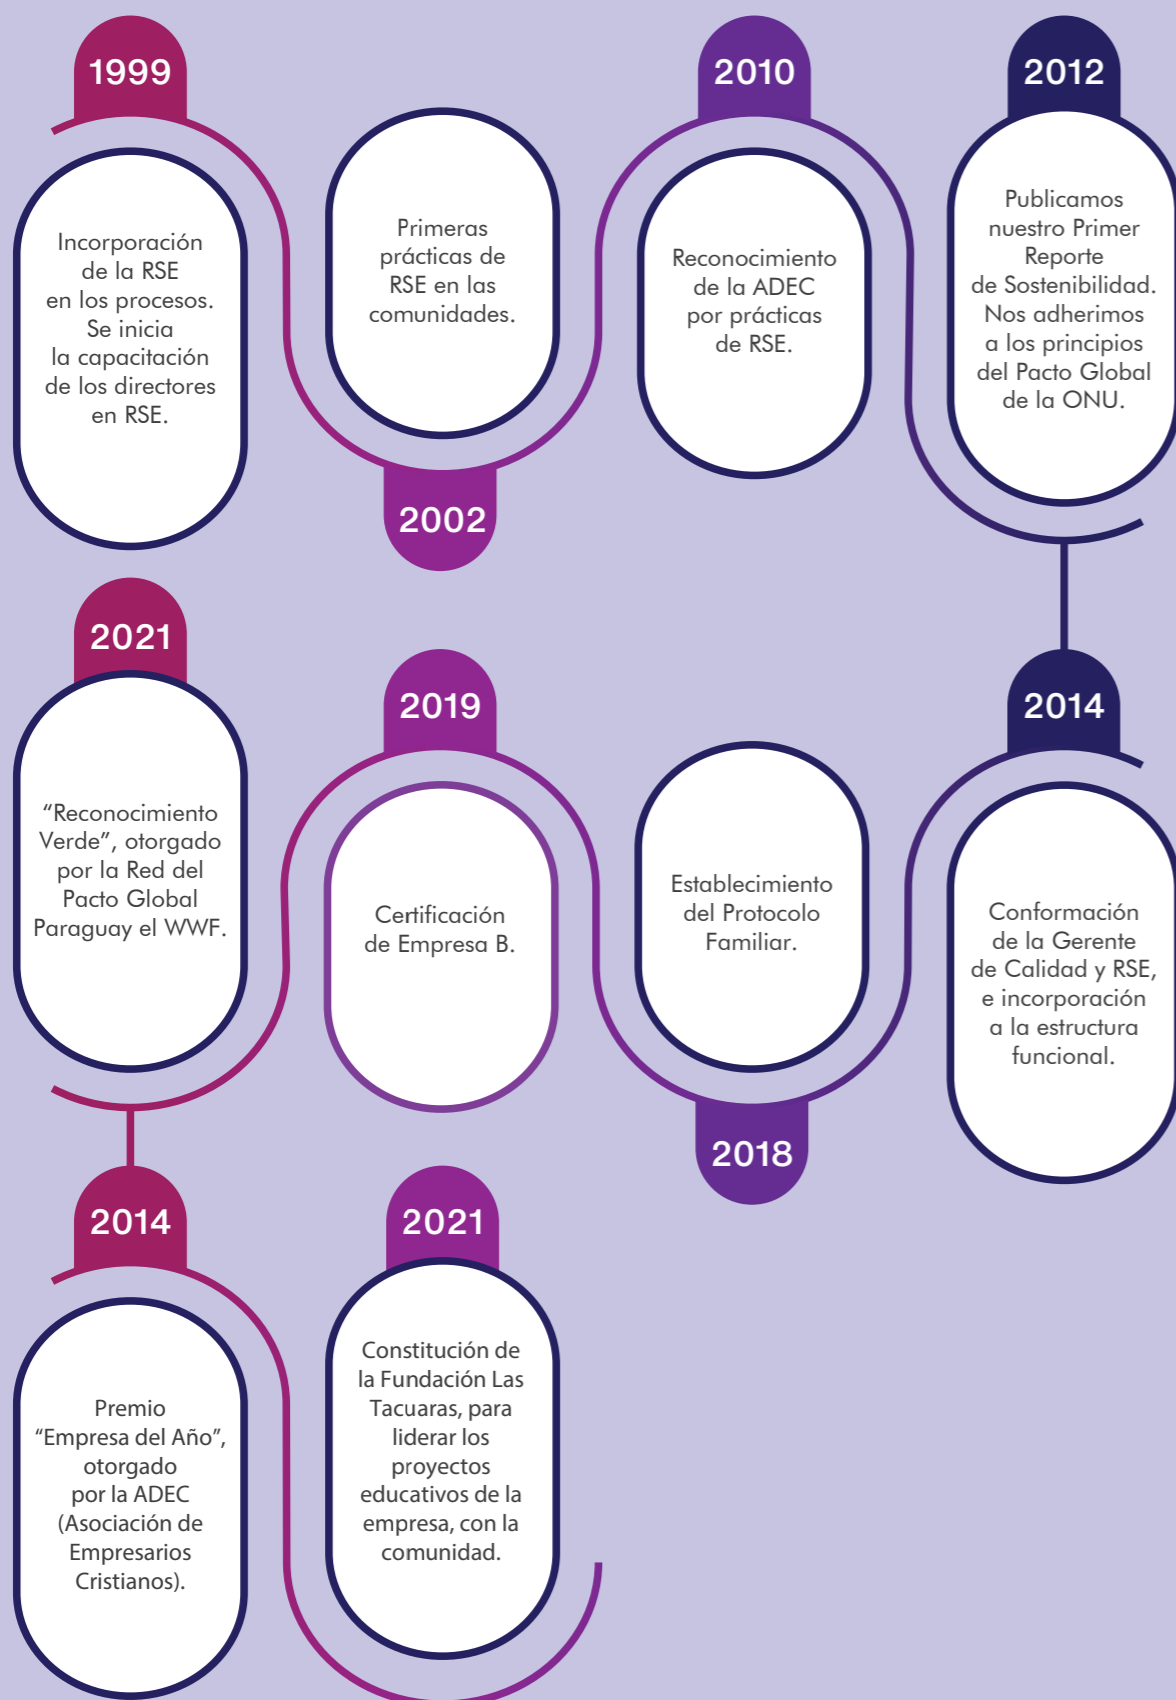 1999
Incorporación
de la RSE
en los procesos.
Se inicia
la capacitación
de los directores
en RSE.
Primeras
prácticas de
RSE en las
comunidades.
2002
2010
Reconocimiento
de la ADEC
por prácticas
de RSE.
2012
Publicamos
nuestro Primer
Reporte
de Sostenibilidad.
Nos adherimos
a los principios
del Pacto Global
de la ONU.
2014
Conformación
de la Gerente
de Calidad y RSE,
e incorporación
a la estructura
funcional.
Establecimiento
del Protocolo
Familiar.
2018
2019
Certificación
de Empresa B.
2021
“Reconocimiento
Verde”, otorgado
por la Red del
Pacto Global
Paraguay el WWF.
2014
Premio
“Empresa del Año”,
otorgado
por la ADEC
(Asociación de
Empresarios
Cristianos).
2021
Constitución de
la Fundación Las
Tacuaras, para
liderar los
proyectos
educativos de la
empresa, con la
comunidad.